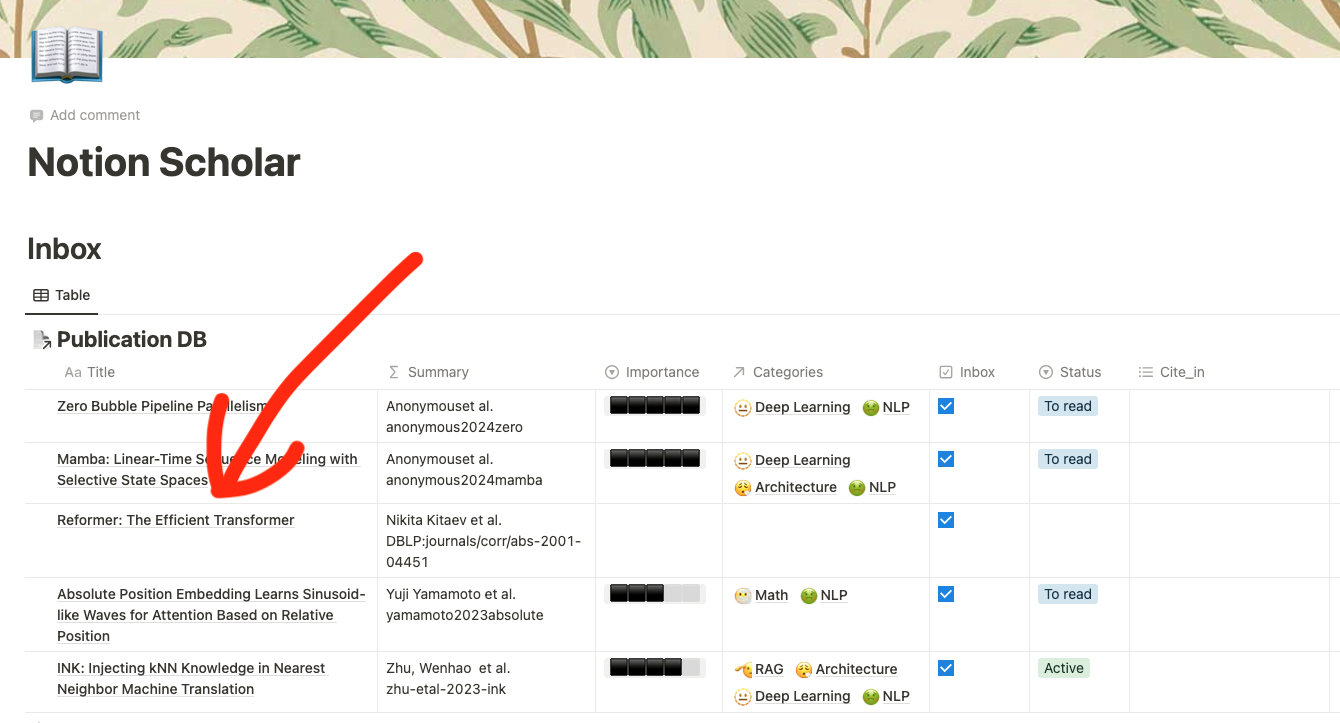 Add comment
Notion Scholar
Inbox
Table
Publication DB
Aa Title
Σ Summary
Importance
Categories
Inbox
Status
Cite_in
Zero Bubble Pipeline Parallelism
Anonymouset al.
anonymous2024zero
Deep Learning NLP
To read
Mamba: Linear-Time Sequence Modeling with
Selective State Spaces
Anonymouset al.
anonymous2024mamba
Deep Learning
Architecture NLP
To read
Reformer: The Efficient Transformer
Nikita Kitaev et al.
DBLP:journals/corr/abs-2001-
04451
Absolute Position Embedding Learns Sinusoid-
like Waves for Attention Based on Relative
Position
Yuji Yamamoto et al.
yamamoto2023absolute
Math NLP
To read
INK: Injecting kNN Knowledge in Nearest
Neighbor Machine Translation
Zhu, Wenhao et al.
zhu-etal-2023-ink
RAG Architecture
Deep Learning NLP
Active